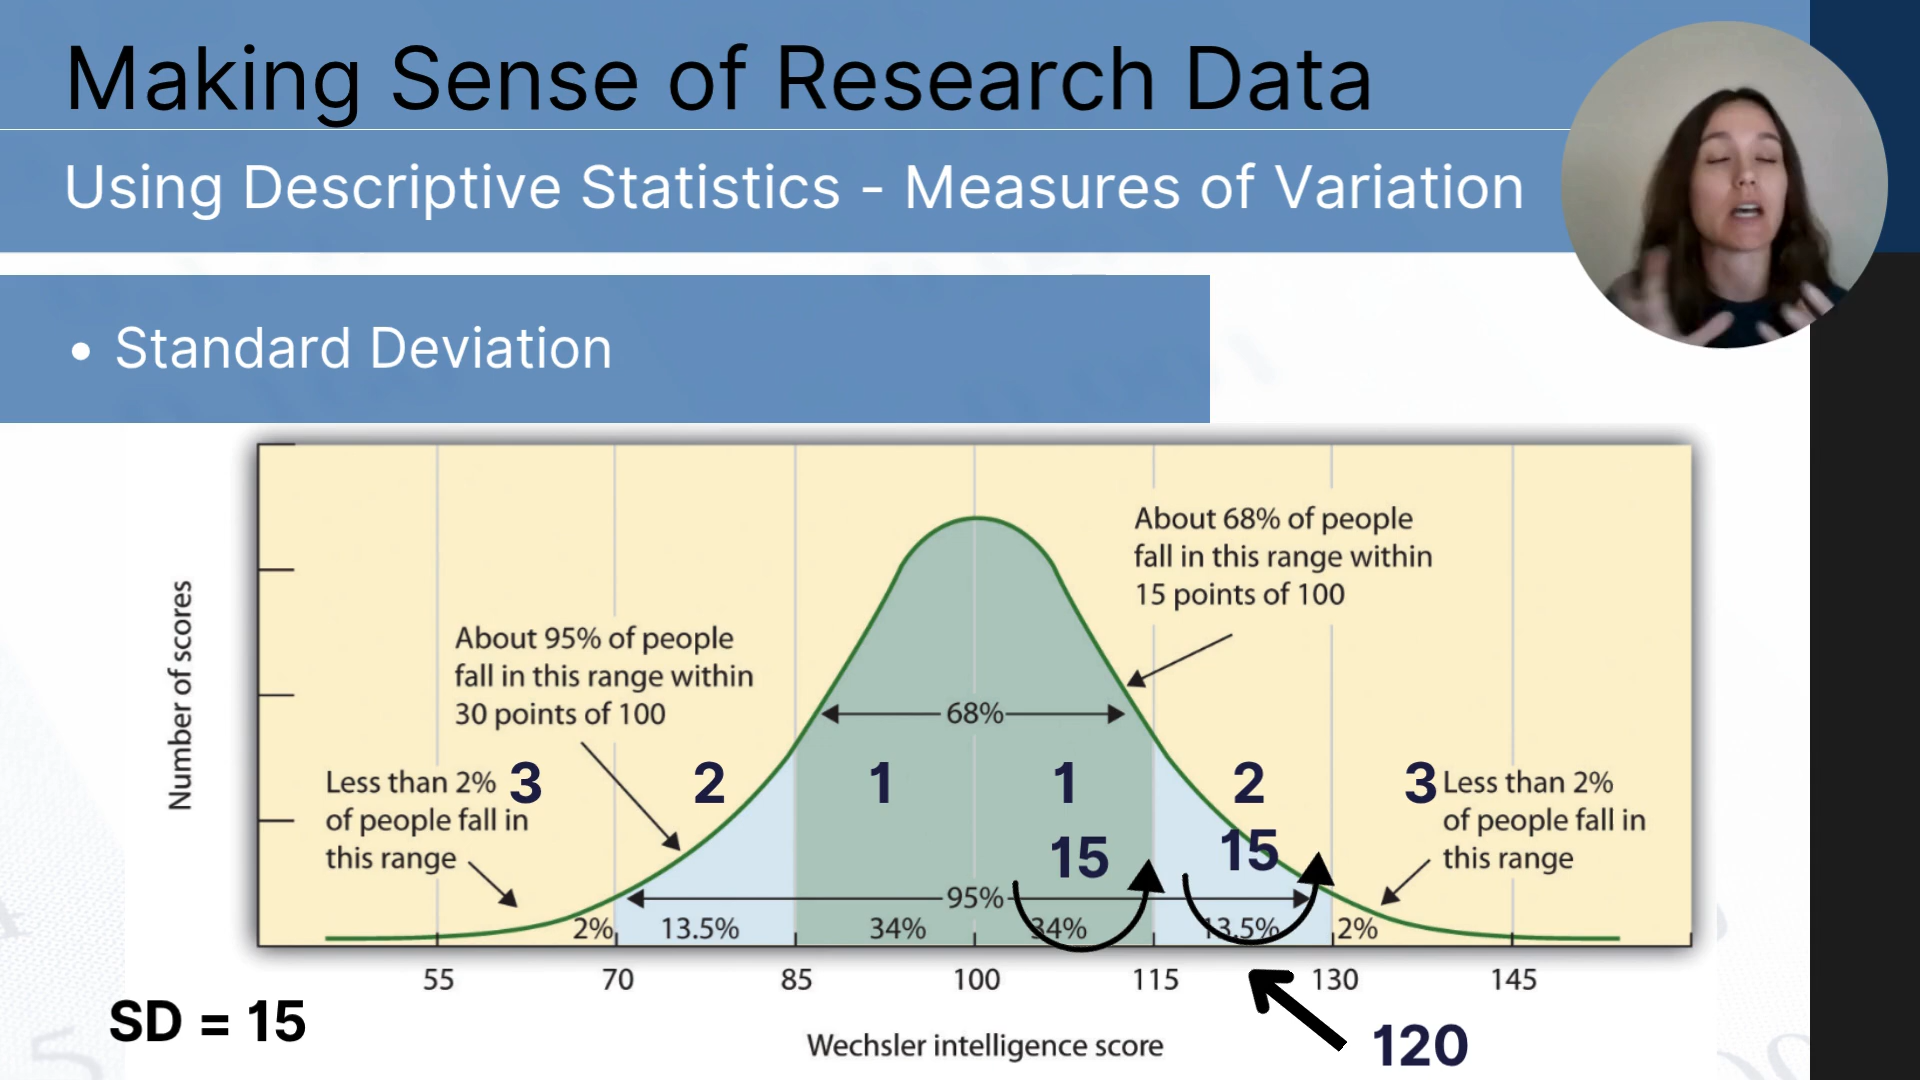 Making Sense of Research Data
Using Descriptive Statistics - Measures of Variation
• Standard Deviation
Number of scores
About 68% of people
fall in this range within
15 points of 100
About 95% of people
fall in this range within
30 points of 100
68%
Less than 2%
of people fall in
this range
3
2
1
1
2
3
Less than 2%
of people fall in
this range
15
15
95%
2%
13.5%
34%
34%
13.5%
2%
55
70
85
100
115
130
145
SD = 15
Wechsler intelligence score
120